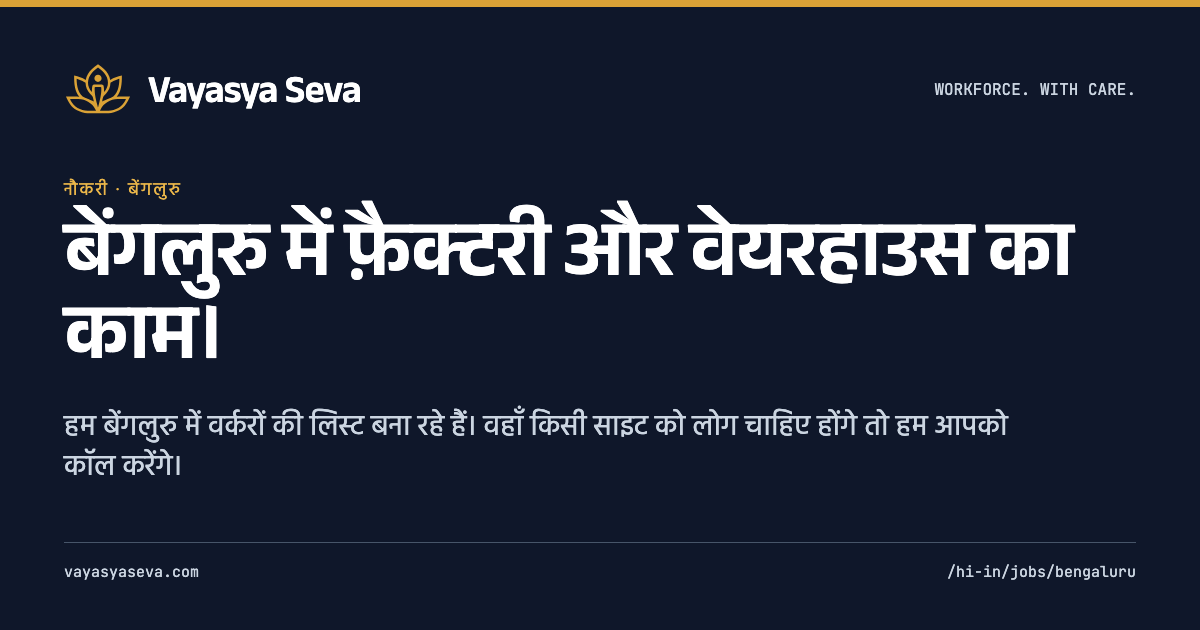 Vayasya Seva
WORKFORCE. WITH CARE.
नौकरी · बेंगलुरु
बेंगलुरु में फ़ैक्टरी और वेयरहाउस का
काम।
हम बेंगलुरु में वर्करों की लिस्ट बना रहे हैं। वहाँ किसी साइट को लोग चाहिए होंगे तो हम आपको
कॉल करेंगे।
vayasyaseva.com
/hi-in/jobs/bengaluru